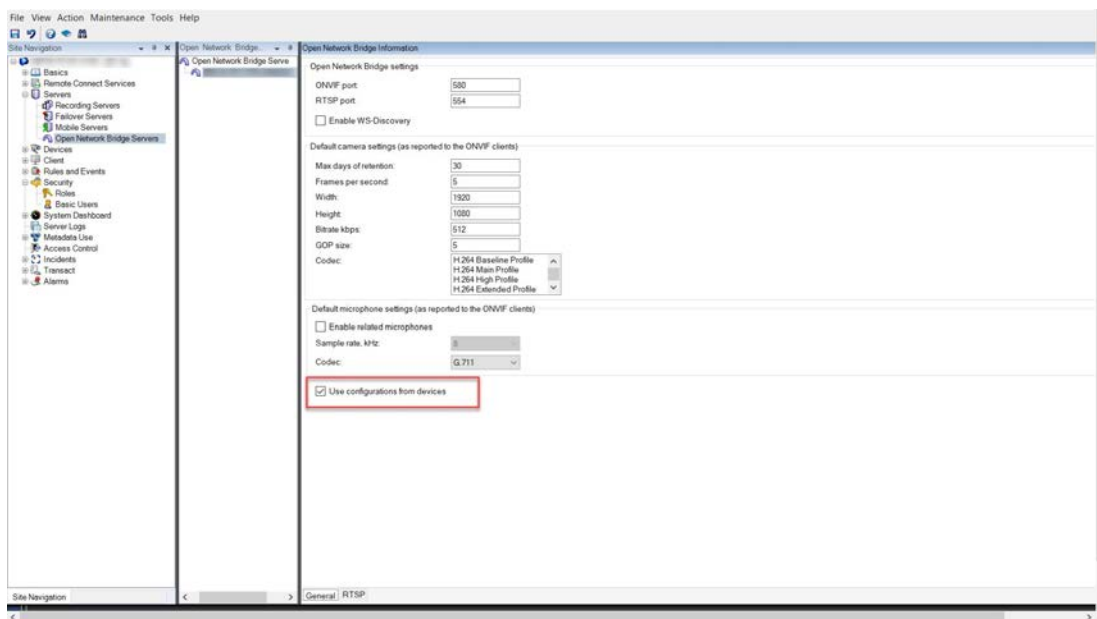 File View Action Maintenance Tools Help
Site Navigation
Open Network Bridge..
Open Network Bridge Information
Basics
Remote Connect Services
Servers
Recording Servers
Failover Servers
Mobile Servers
Open Network Bridge Servers
Devices
Client
Rules and Events
Security
Roles
Basic Users
System Dashboard
Server Logs
Metadata Use
Access Control
Incidents
Transact
Alarms
Open Network Bridge Serve
Open Network Bridge settings
ONVIF port: 580
RTSP port: 554
Enable WS-Discovery
Default camera settings (as reported to the ONVIF clients)
Max days of retention: 30
Frames per second: 5
Width: 1920
Height: 1080
Bitrate kbps: 512
GOP size: 5
Codec: H.264 Baseline Profile
H.264 Main Profile
H.264 High Profile
H.264 Extended Profile
Default microphone settings (as reported to the ONVIF clients)
Enable related microphones
Sample rate, kHz: 8
Codec: G.711
Use configurations from devices
Site Navigation
General RTSP